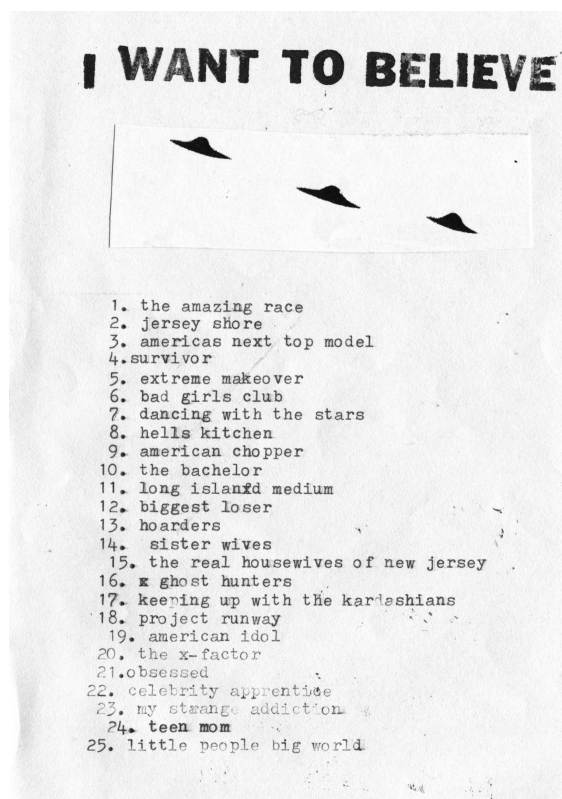 I WANT TO BELIEVE
1. the amazing race
2. jersey shore
3. americas next top model
4.survivor
5. extreme makeover
6. bad girls club
7. dancing with the stars
8. hells kitchen
9. american chopper
10. the bachelor
11. long islanxd medium
12. biggest loser
13. hoarders
14. sister wives
15. the real housewives of new jersey
16. x ghost hunters
17. keeping up with the kardashians
18. project runway
19. american idol
20. the x-factor
21.obsessed
22. celebrity apprentice
23. my strange addiction
24. teen mom
25. little people big world